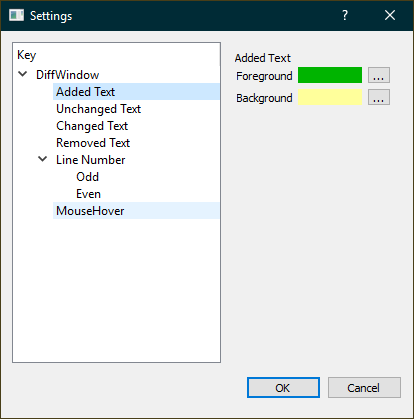 Settings
?
Key
DiffWindow
Added Text
Unchanged Text
Changed Text
Removed Text
Line Number
Odd
Even
MouseHover
Added Text
Foreground ...
Background ...
OK Cancel